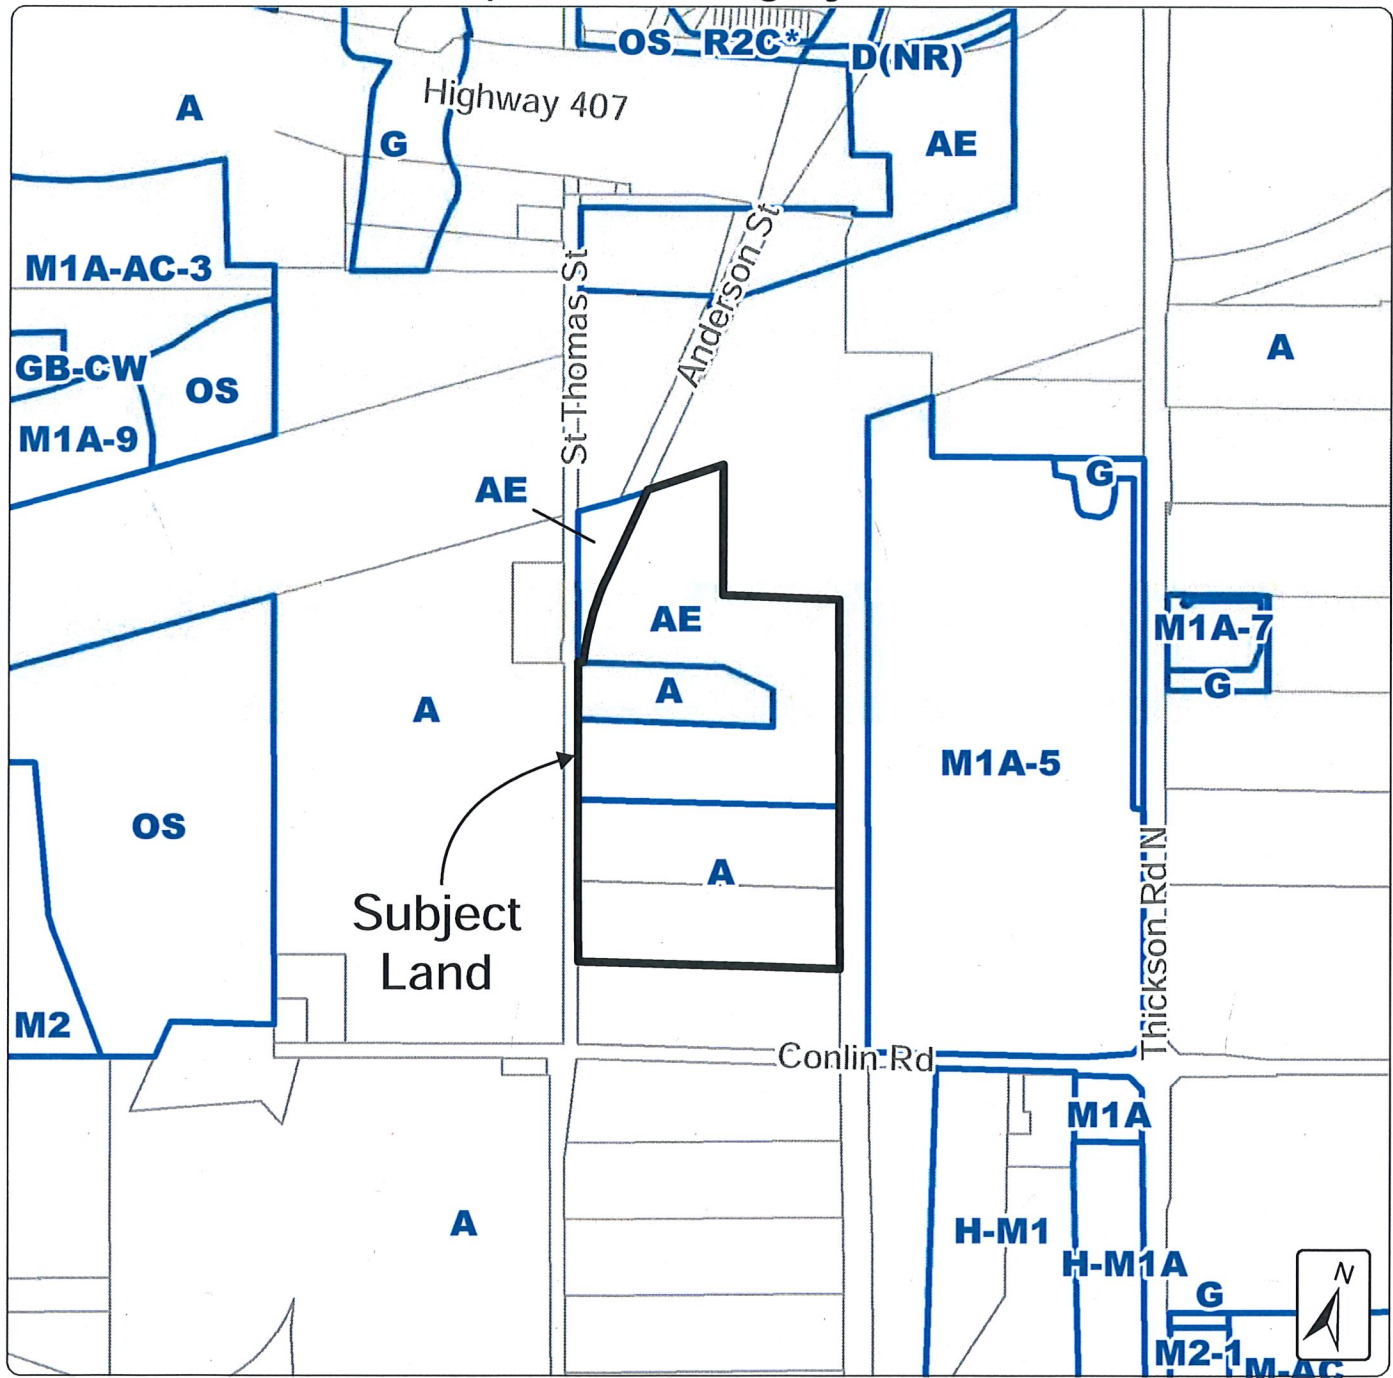 OS
R2C*
D(NR)
Highway 407
A
G
AE
M1A-AC-3
St Thomas St
Anderson St
A
GB-CW
OS
M1A-9
AE
G
AE
M1A-7
A
G
A
M1A-5
OS
A
Subject
Land
Thickson Rd N
M2
Conlin Rd
M1A
A
H-M1
H-M1A
N
G
M2-1
M-AC